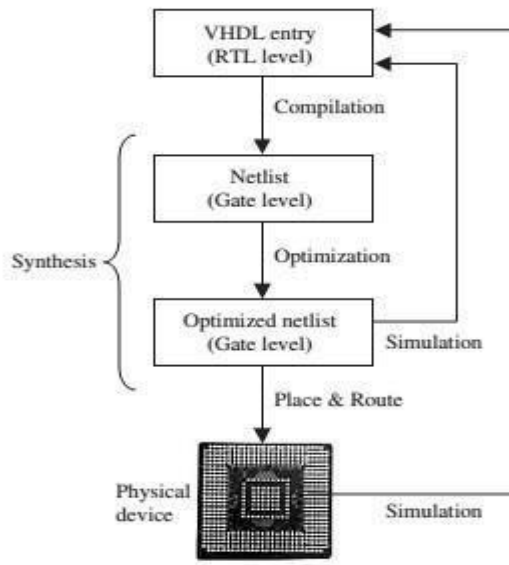 VHDL entry
(RTL level)
Compilation
Netlist
(Gate level)
Synthesis
Optimization
Optimized netlist
(Gate level)
Simulation
Place & Route
Physical
device
Simulation